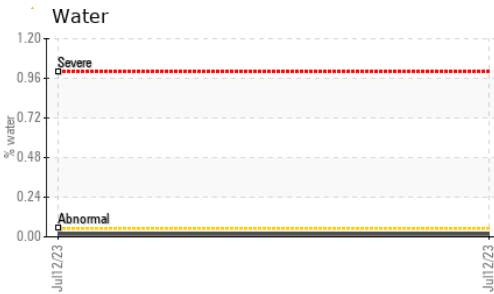 Water
1.20
Severe
0.96
0.72
% water
0.48
0.24
Abnormal
0.00
Jul12/23
Jul12/23